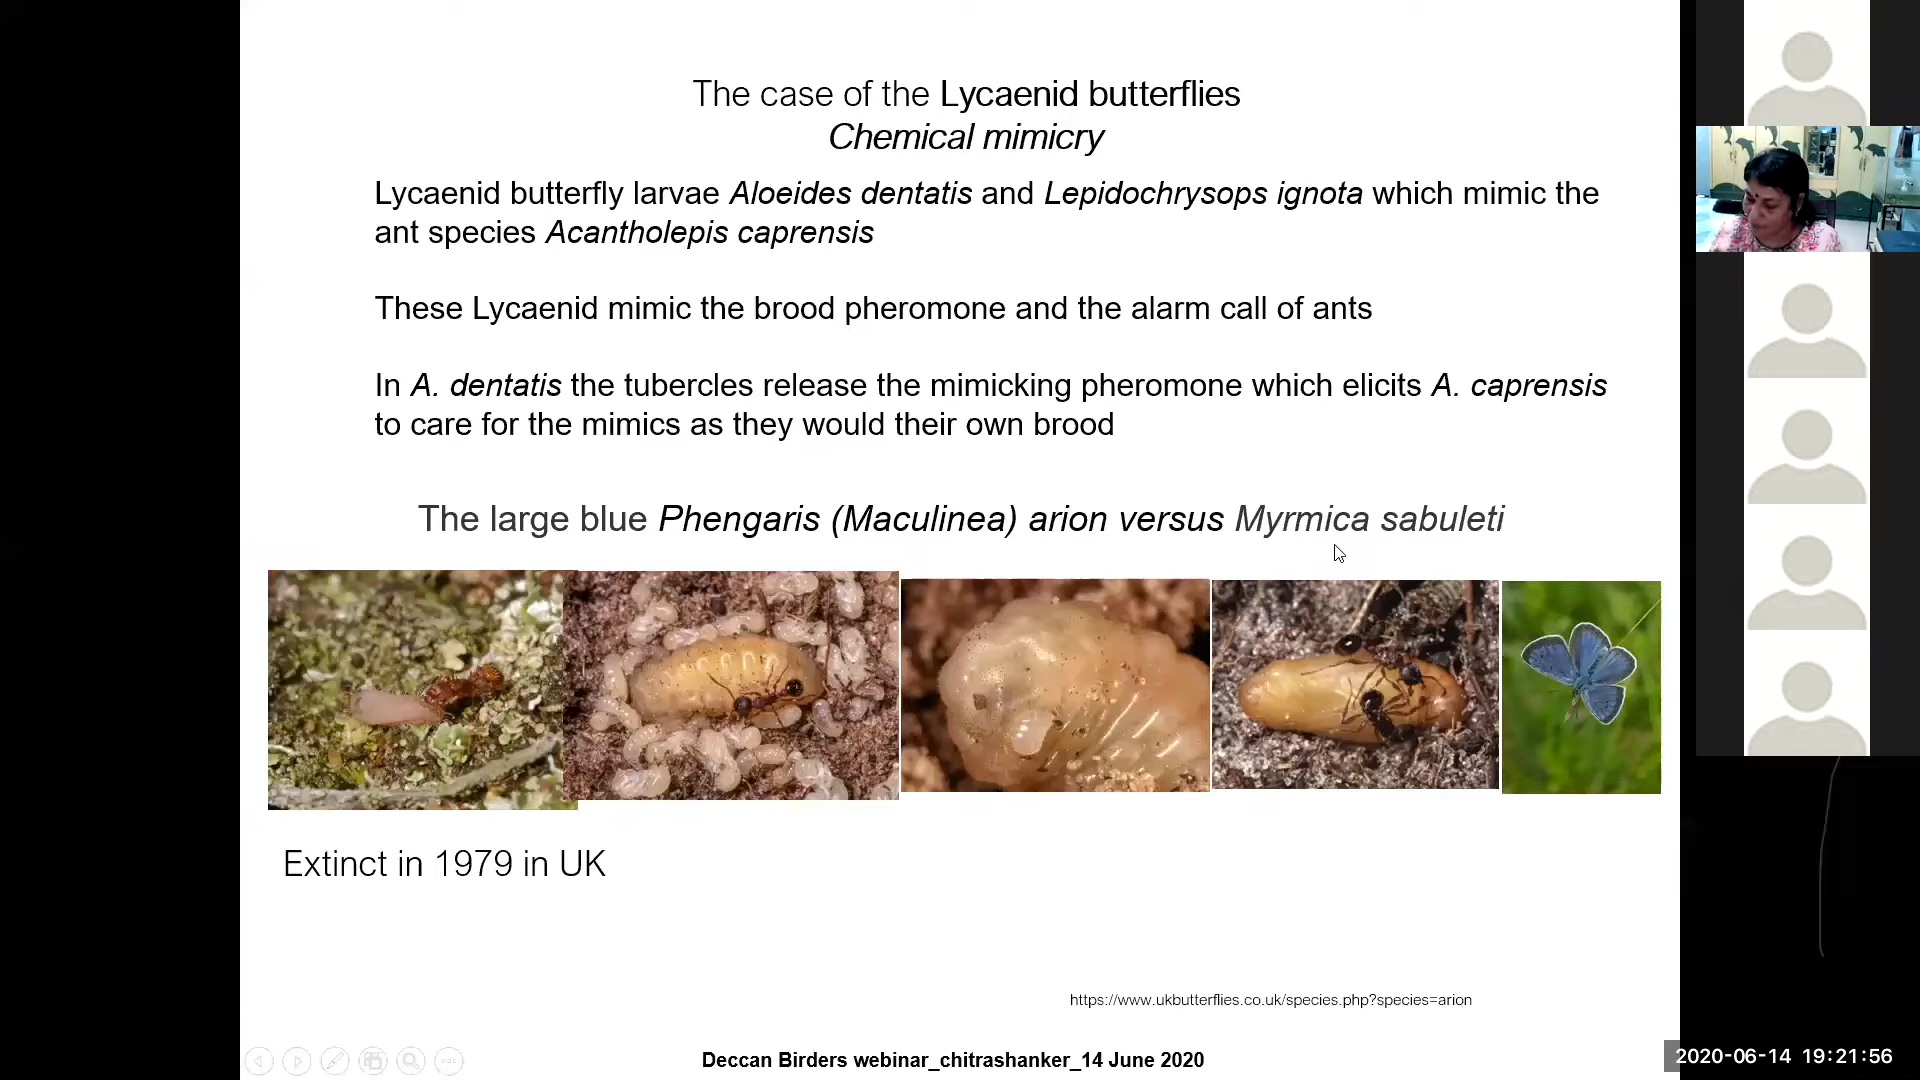 The case of the Lycaenid butterflies
Chemical mimicry
Lycaenid butterfly larvae Aloeides dentatis and Lepidochrysops ignota which mimic the
ant species Acantholepis caprensis
These Lycaenid mimic the brood pheromone and the alarm call of ants
In A. dentatis the tubercles release the mimicking pheromone which elicits A. caprensis
to care for the mimics as they would their own brood
The large blue Phengaris (Maculinea) arion versus Myrmica sabuleti
Extinct in 1979 in UK
https://www.ukbutterflies.co.uk/species.php?species=arion
Deccan Birders webinar_chitrashanker_14 June 2020
2020-06-14 19:21:56